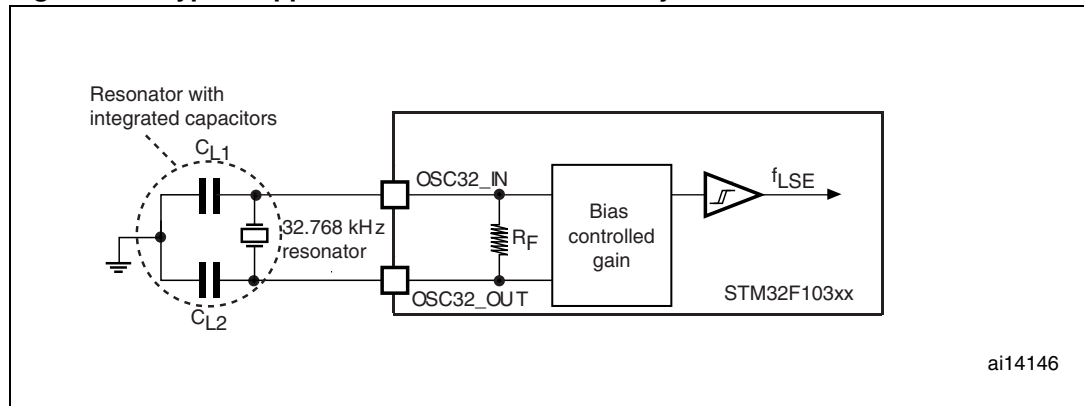 Resonator with
integrated capacitors
CL1
OSC32_IN
fLSE
32.768 kHz
resonator
RF
Bias
controlled
gain
OSC32_OUT
STM32F103xx
CL2
ai14146